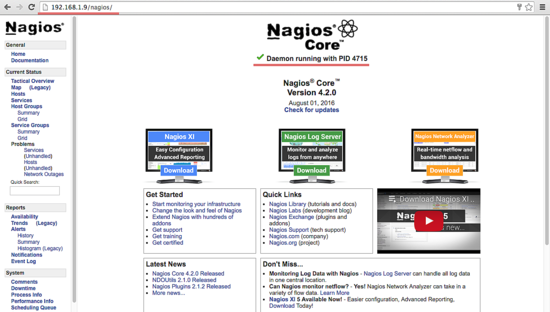 192.168.1.9/nagios/
Nagios®
General
Home
Documentation
Current Status
Tactical Overview
Map (Legacy)
Hosts
Services
Host Groups
Summary
Grid
Service Groups
Summary
Grid
Problems
Services
(Unhandled)
Hosts
(Unhandled)
Network Outages
Quick Search:
Reports
Availability
Trends (Legacy)
Alerts
History
Summary
Histogram (Legacy)
Notifications
Event Log
System
Comments
Downtime
Process Info
Performance Info
Scheduling Queue
Nagios®
Core™
Daemon running with PID 4715
Nagios® Core™
Version 4.2.0
August 01, 2016
Check for updates
Nagios XI
Easy Configuration
Advanced Reporting
Download
Nagios Log Server
Monitor and analyze
logs from anywhere
Download
Nagios Network Analyzer
Real-time netflow and
bandwidth analysis
Download
Get Started
Start monitoring your infrastructure
Change the look and feel of Nagios
Extend Nagios with hundreds of
addons
Get support
Get training
Get certified
Quick Links
Nagios Library (tutorials and docs)
Nagios Labs (development blog)
Nagios Exchange (plugins and
addons)
Nagios Support (tech support)
Nagios.com (company)
Nagios.org (project)
Download Nagios XI ...
Latest News
Nagios Core 4.2.0 Released
NDOUtils 2.1.0 Released
Nagios Plugins 2.1.2 Released
More news...
Don't Miss...
Monitoring Log Data with Nagios - Nagios Log Server can handle all log data
in one central location.
Can Nagios monitor netflow? - Yes! Nagios Network Analyzer can take in a
variety of flow data. Learn More
Nagios XI 5 Available Now! - Easier configuration, Advanced Reporting,
Download Today!